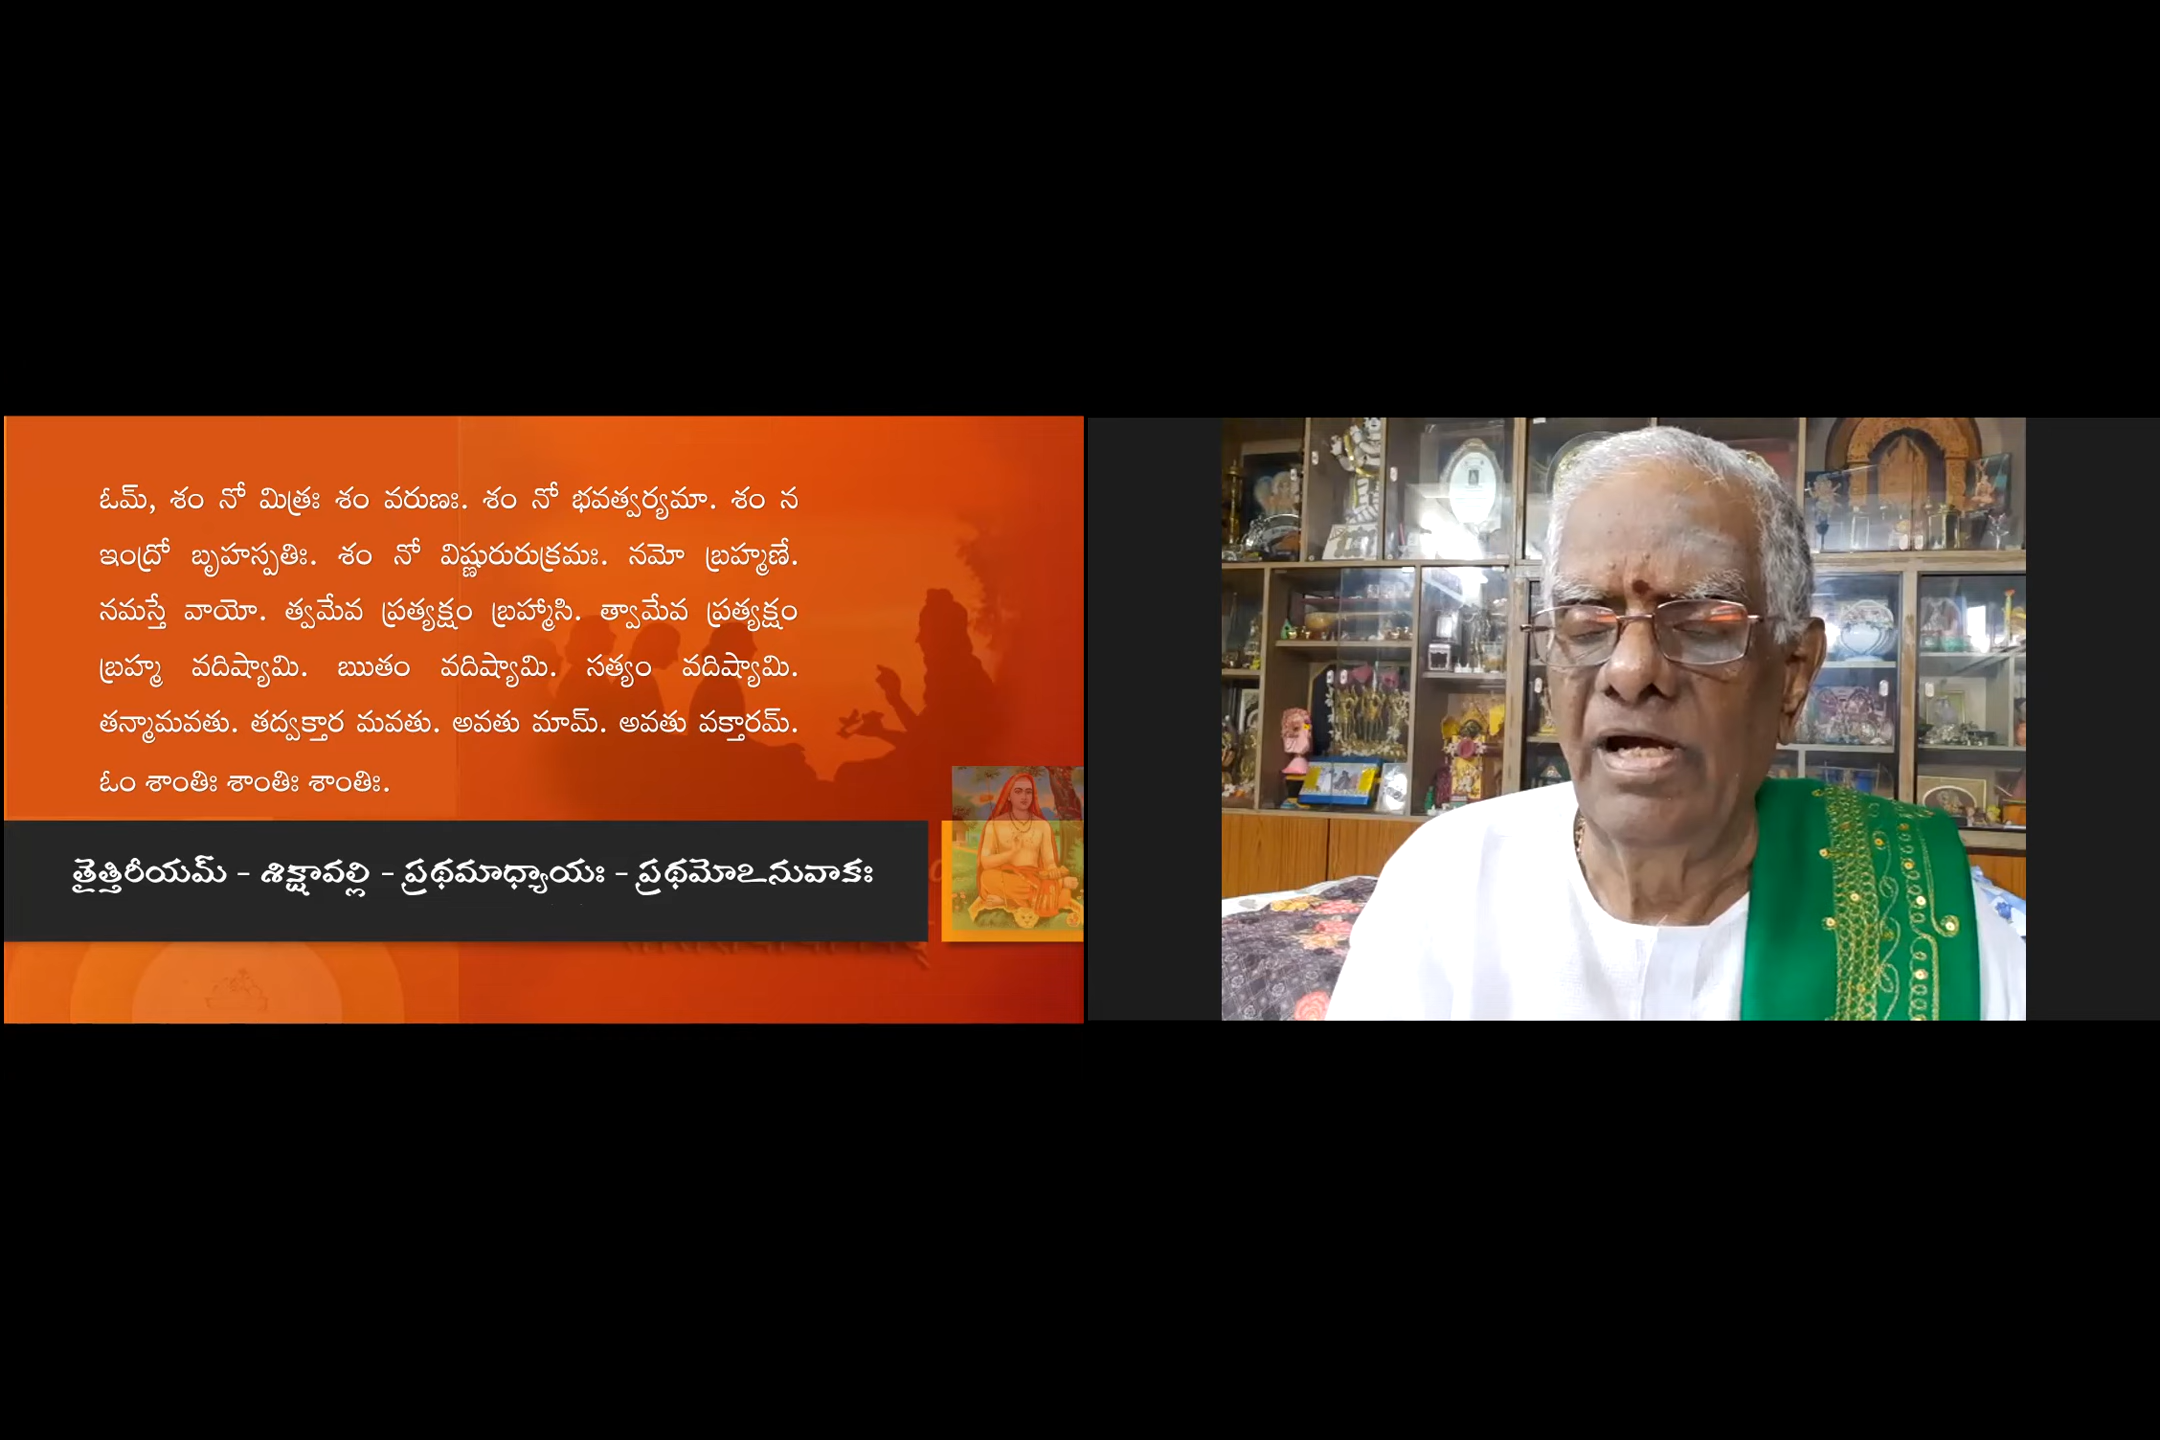 ఓమ్, శం నో మిత్రః శం వరుణః. శం నో భవత్వర్యమా. శం న
ఇంద్రో బృహస్పతిః. శం నో విష్ణురురుక్రమః. నమో బ్రహ్మణే.
నమస్తే వాయో. త్వమేవ ప్రత్యక్షం బ్రహ్మాసి. త్వామేవ ప్రత్యక్షం
బ్రహ్మ వదిష్యామి. ఋతం వదిష్యామి. సత్యం వదిష్యామి.
తన్మామవతు. తద్వక్తార మవతు. అవతు మామ్. అవతు వక్తారమ్.
ఓం శాంతిః శాంతిః శాంతిః.
తైత్తిరీయమ్ - శిక్షావల్లి - ప్రథమాధ్యాయః - ప్రథమోఽనువాకః